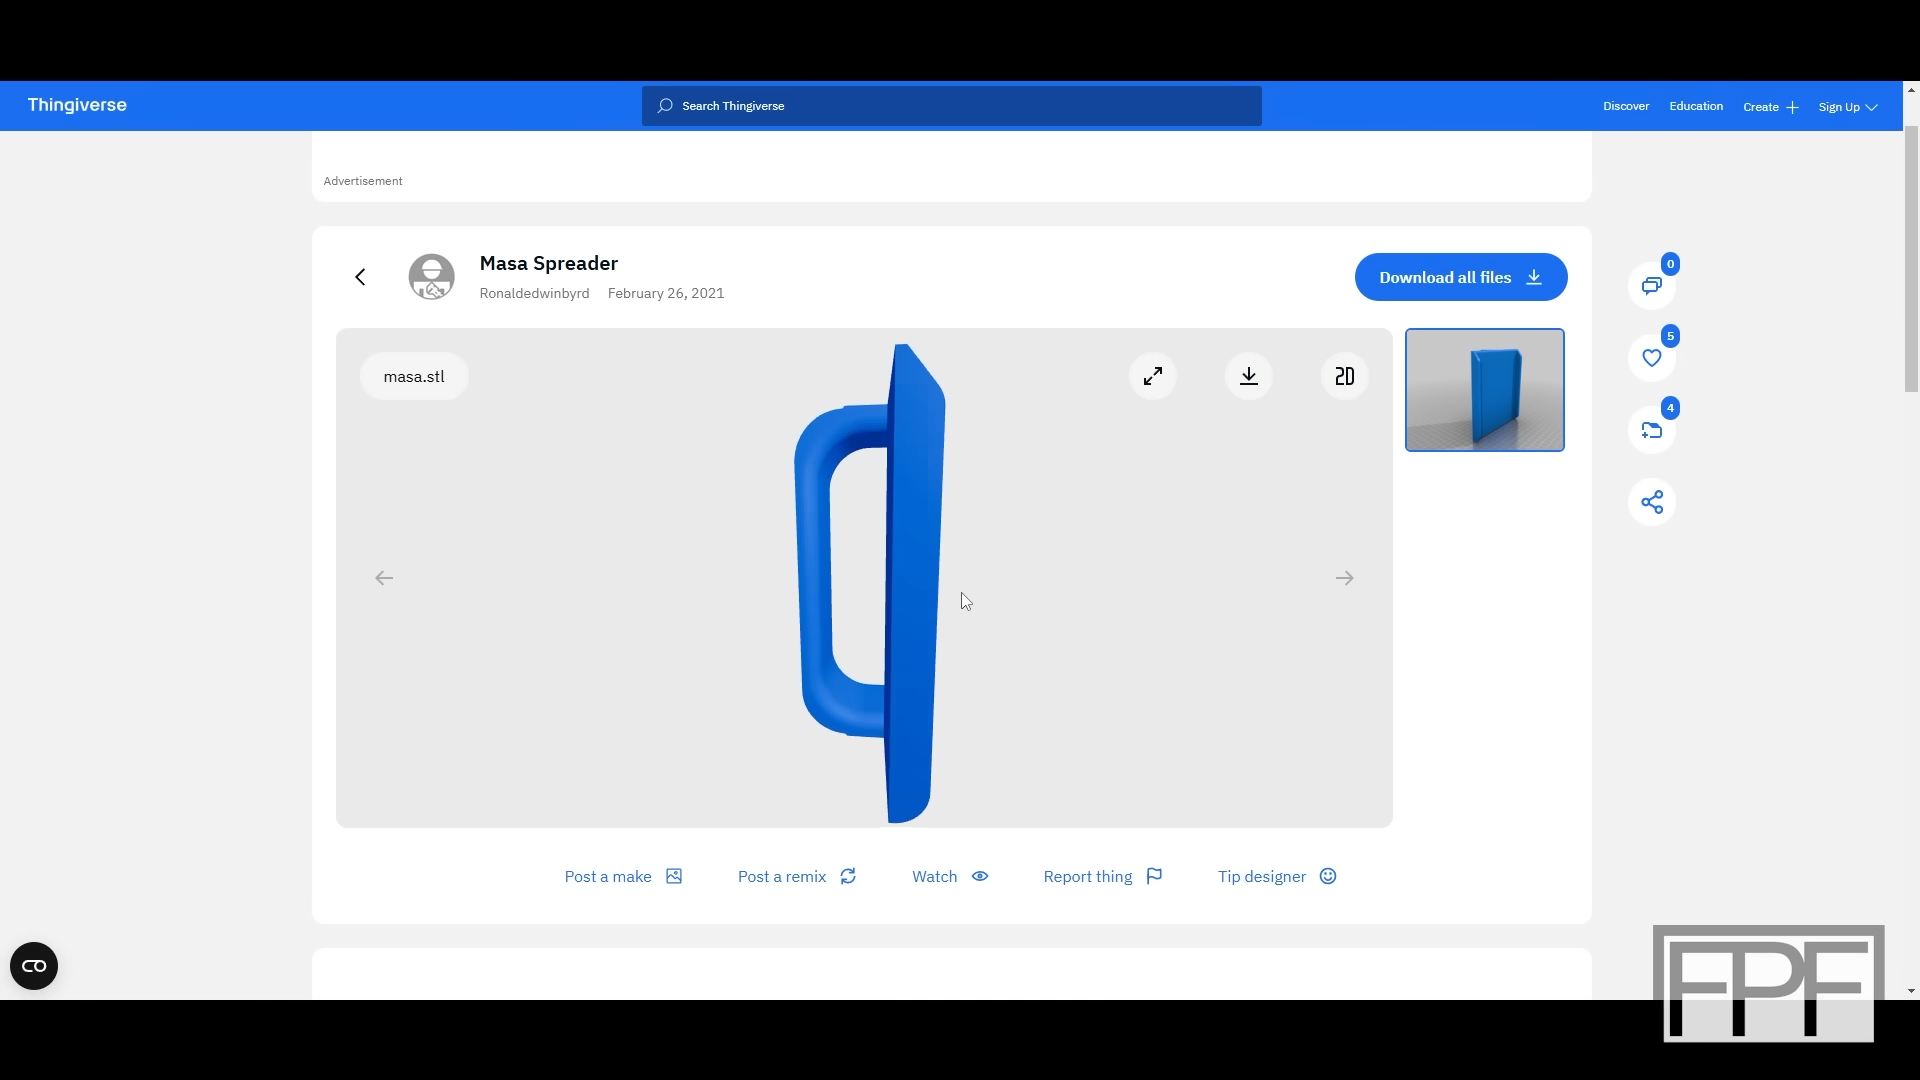 Thingiverse
Search Thingiverse
Discover
Education
Create
Sign Up
Advertisement
Masa Spreader
Ronaldedwinbyrd February 26, 2021
Download all files
masa.stl
2D
0
5
4
Post a make
Post a remix
Watch
Report thing
Tip designer
FPF